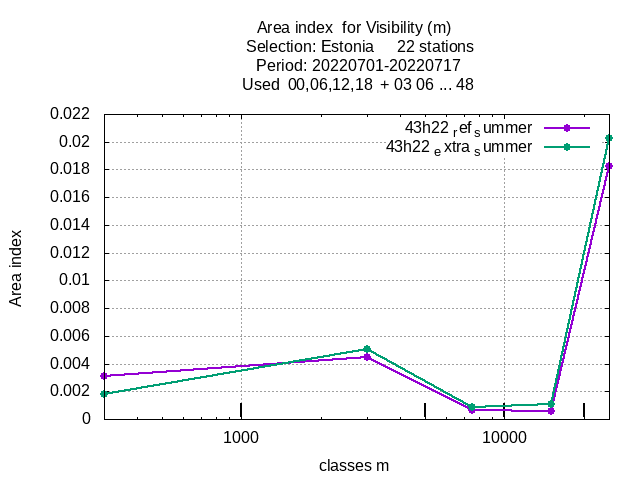 Area index  for Visibility (m)
Selection: Estonia     22 stations
Period: 20220701-20220717
Used  00,06,12,18  + 03 06 ... 48
0.022
0.02
0.018
0.016
0.014
0.012
0.01
0.008
0.006
0.004
0.002
0
43h22 ref summer
43h22 extra summer
Area index
1000
10000
classes m